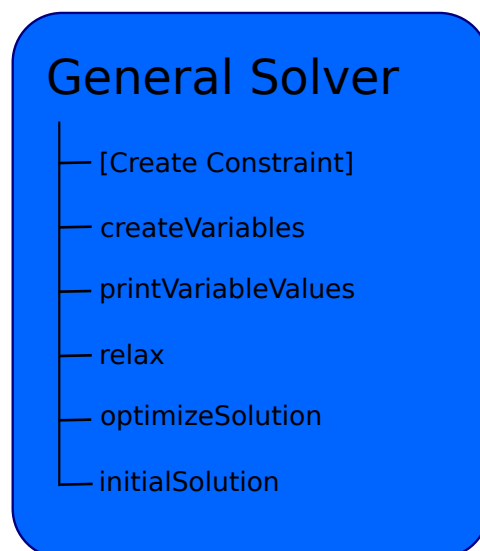 General Solver
[Create Constraint]
createVariables
printVariableValues
relax
optimizeSolution
initialSolution